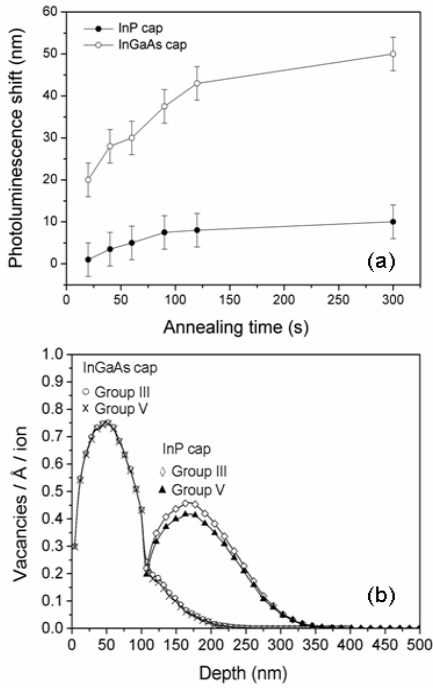 InP cap
InGaAs cap
Photoluminescence shift (nm)
60
50
40
30
20
10
0
(a)
0 50 100 150 200 250 300
Annealing time (s)
1.0
0.9
0.8
0.7
0.6
0.5
0.4
0.3
0.2
0.1
0.0
Vacancies / Å / ion
InGaAs cap
Group III
Group V
InP cap
Group III
Group V
(b)
0 50 100 150 200 250 300 350 400 450 500
Depth (nm)